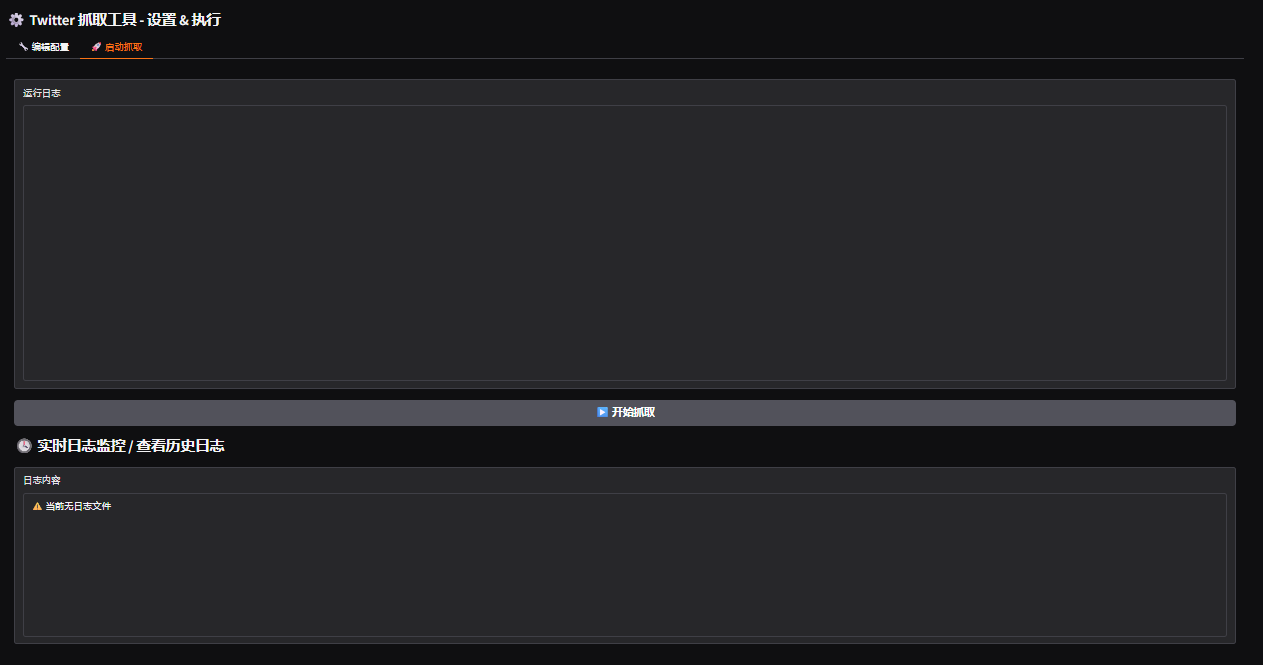 ⚙️ Twitter 抓取工具 - 设置 & 执行
🔧 编辑配置 🚀 启动抓取
运行日志
▶️ 开始抓取
🕓 实时日志监控 / 查看历史日志
日志内容
⚠️ 当前无日志文件